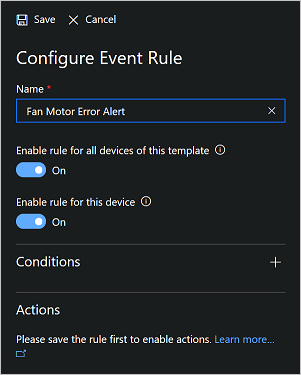 Save Cancel
Configure Event Rule
Name *
Fan Motor Error Alert
Enable rule for all devices of this template
On
Enable rule for this device
On
Conditions
Actions
Please save the rule first to enable actions. Learn more...